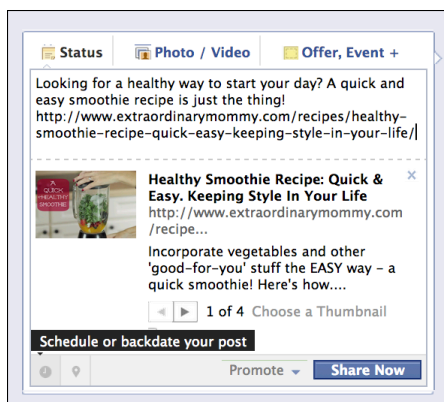 Status
Photo / Video
Offer, Event +
Looking for a healthy way to start your day? A quick and
easy smoothie recipe is just the thing!
http://www.extraordinarymommy.com/recipes/healthy-
smoothie-recipe-quick-easy-keeping-style-in-your-life/
A
QUICK
HEALTHY
SMOOTHIE
Healthy Smoothie Recipe: Quick &
Easy. Keeping Style In Your Life
http://www.extraordinarymommy.com
/recipe...
Incorporate vegetables and other
'good-for-you' stuff the EASY way – a
quick smoothie! Here's how....
1 of 4 Choose a Thumbnail
Schedule or backdate your post
Promote
Share Now